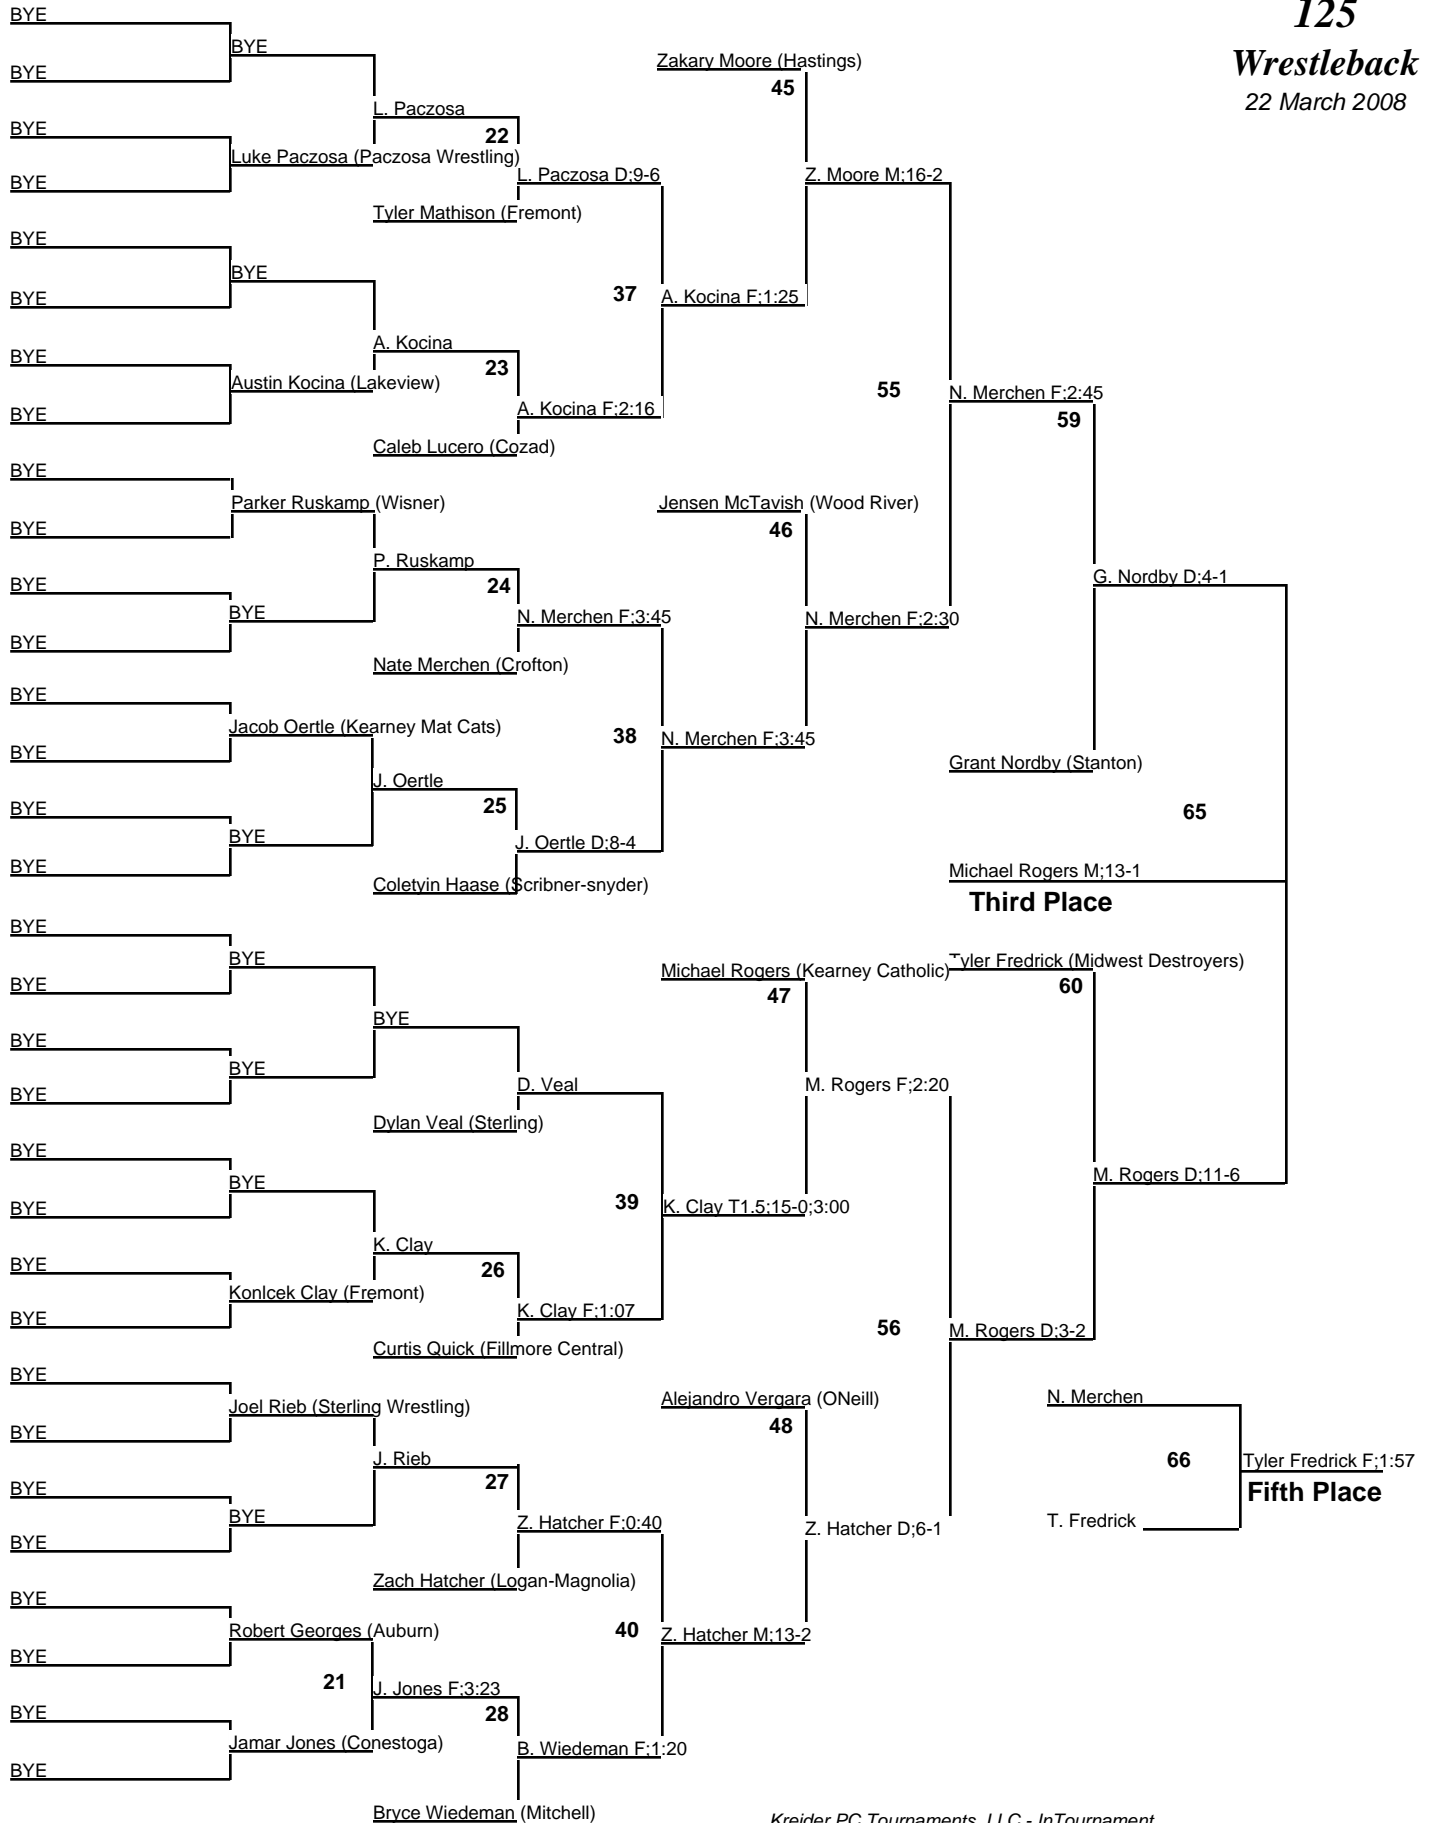 BYE
125
BYE
Wrestleback
Zakary Moore (Hastings)
BYE
45
22 March 2008
L. Paczosa
BYE
22
Luke Paczosa (Paczosa Wrestling)
L. Paczosa D;9-6
Z. Moore M;16-2
BYE
Tyler Mathison (Fremont)
BYE
BYE
37
A. Kocina F;1:25
BYE
A. Kocina
BYE
23
Austin Kocina (Lakeview)
55
N. Merchen F;2:45
A. Kocina F;2:16
BYE
59
Caleb Lucero (Cozad)
BYE
Parker Ruskamp (Wisner)
Jensen McTavish (Wood River)
BYE
46
P. Ruskamp
G. Nordby D;4-1
BYE
24
BYE
N. Merchen F;3:45
N. Merchen F;2:30
BYE
Nate Merchen (Crofton)
BYE
Jacob Oertle (Kearney Mat Cats)
38
N. Merchen F;3:45
BYE
Grant Nordby (Stanton)
J. Oertle
BYE
25
65
BYE
J. Oertle D;8-4
BYE
Michael Rogers M;13-1
Coletyin Haase (Scribner-snyder)
Third Place
BYE
BYE
Michael Rogers (Kearney Catholic)
Tyler Fredrick (Midwest Destroyers)
BYE
47
60
BYE
BYE
BYE
D. Veal
M. Rogers F;2:20
BYE
Dylan Veal (Sterling)
BYE
BYE
M. Rogers D;11-6
39
K. Clay T1.5;15-0;3:00
BYE
K. Clay
BYE
26
Konlcek Clay (Fremont)
K. Clay F;1:07
BYE
56
M. Rogers D;3-2
Curtis Quick (Fillmore Central)
BYE
Joel Rieb (Sterling Wrestling)
Alejandro Vergara (ONeill)
N. Merchen
BYE
48
J. Rieb
66
Tyler Fredrick F;1:57
BYE
27
Fifth Place
BYE
Z. Hatcher F;0:40
Z. Hatcher D;6-1
T. Fredrick
BYE
Zach Hatcher (Logan-Magnolia)
BYE
Robert Georges (Auburn)
40
Z. Hatcher M;13-2
BYE
21
J. Jones F;3:23
BYE
28
Jamar Jones (Conestoga)
B. Wiedeman F;1:20
BYE
Bryce Wiedeman (Mitchell)
Kreider PC Tournaments, LLC - InTournament